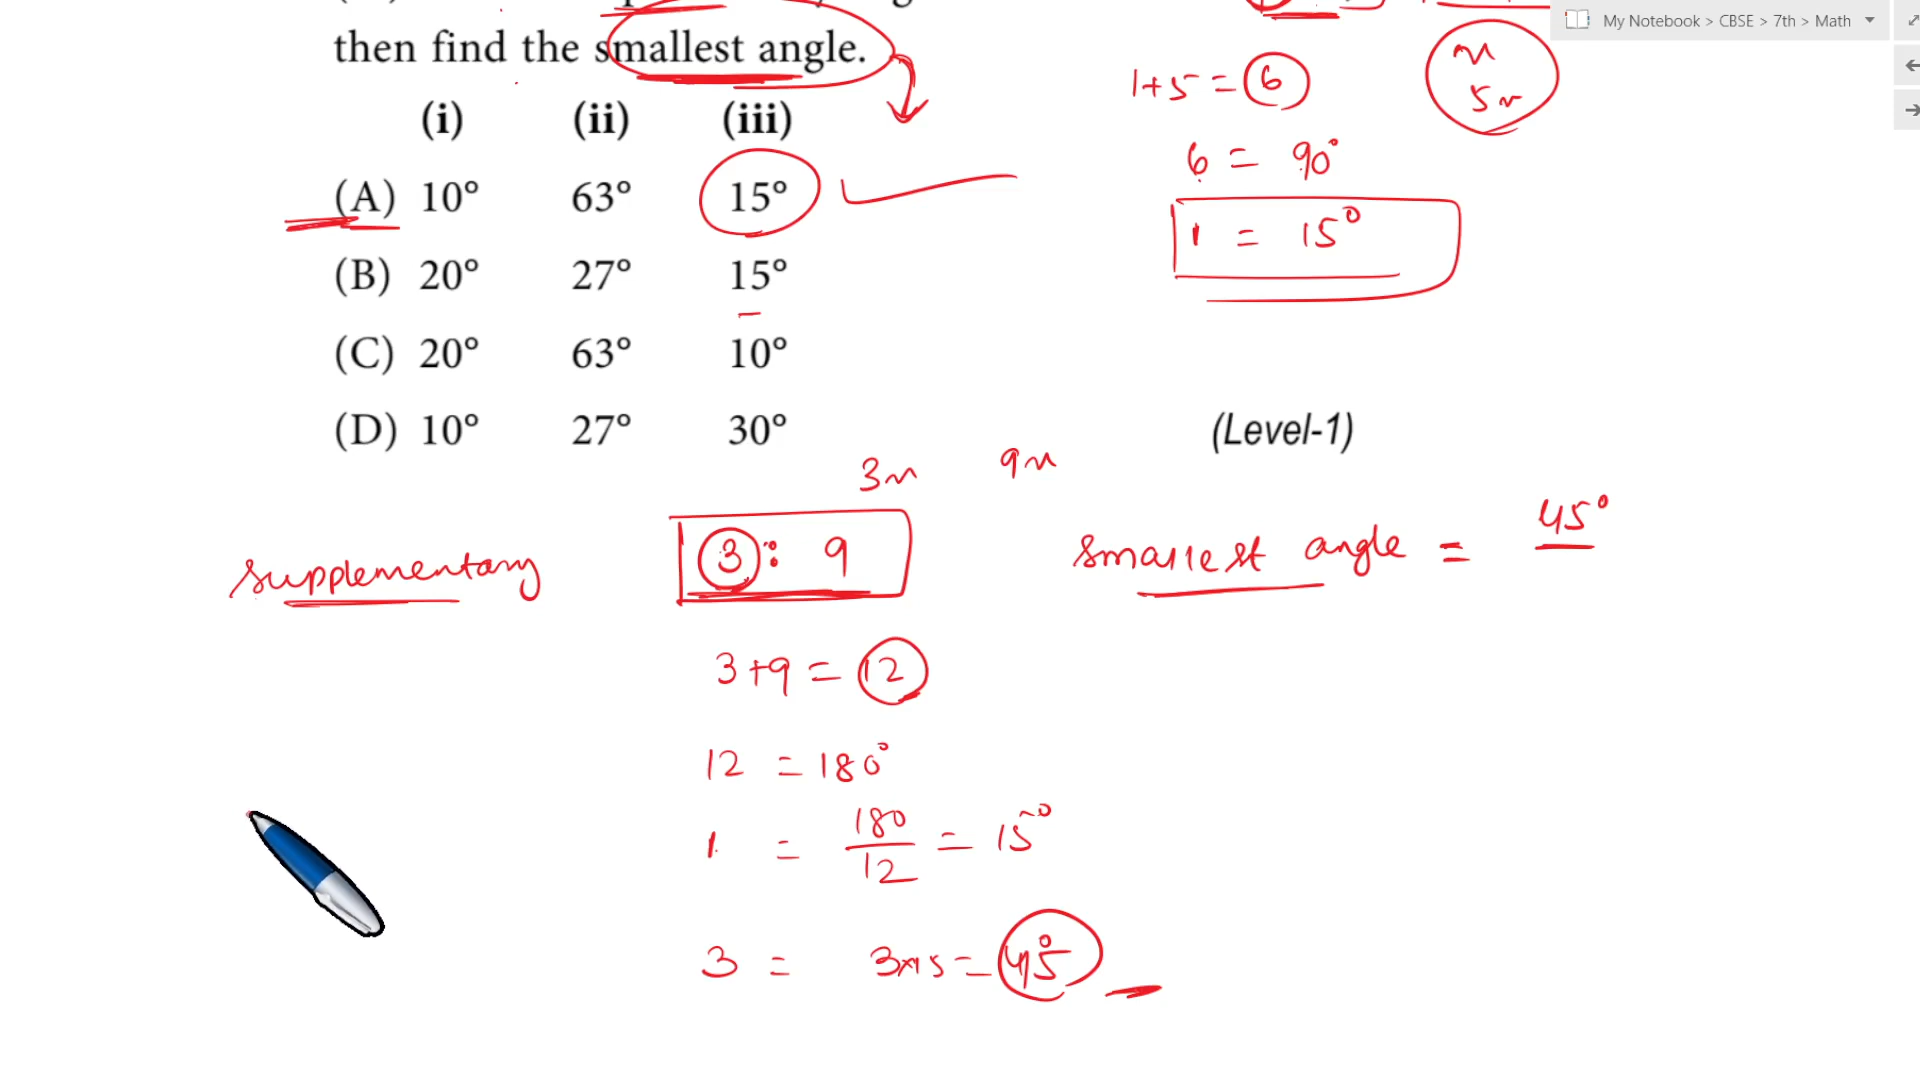 My Notebook > CBSE > 7th > Math
then find the smallest angle.
(i) (ii) (iii)
(A) 10° 63° 15°
(B) 20° 27° 15°
(C) 20° 63° 10°
(D) 10° 27° 30°
(Level-1)
1+5 = 6
x
5x
6 = 90°
1 = 15°
3x 9x
supplementary
3 : 9
smallest angle = 45°
3+9 = 12
12 = 180°
1 = 180/12 = 15°
3 = 3×15 = 45°